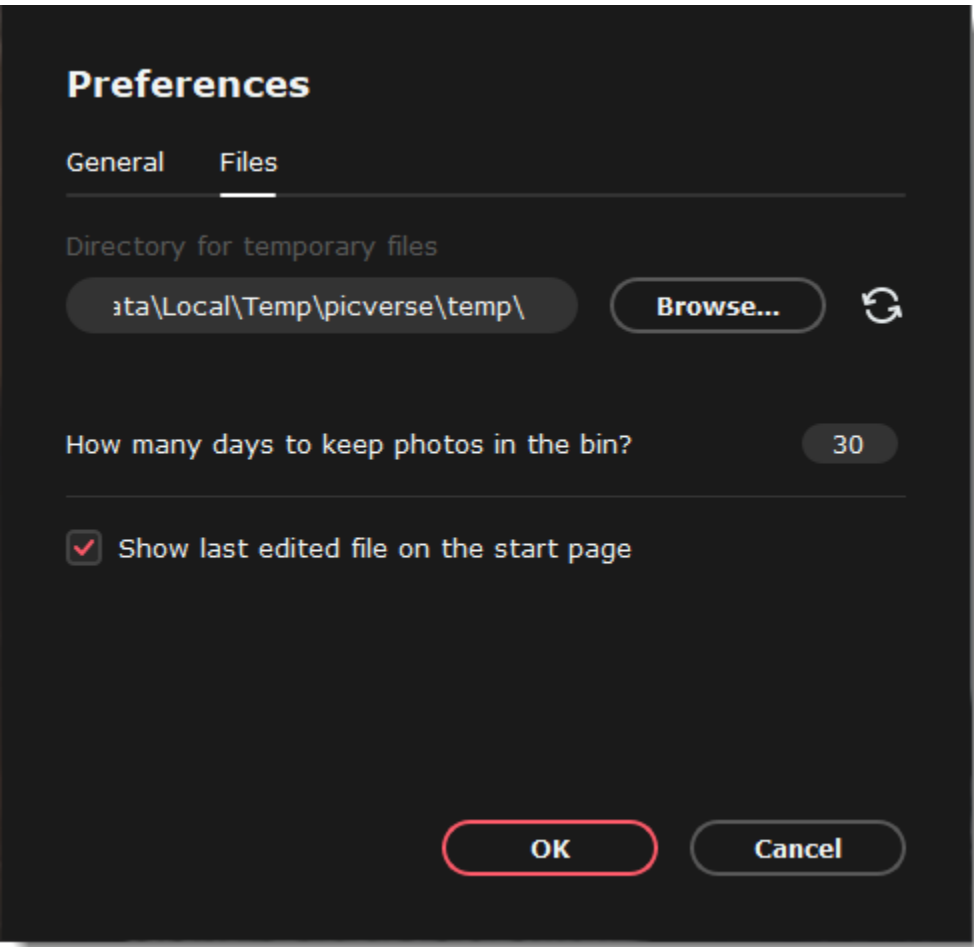 Preferences
General Files
Directory for temporary files
ata\Local\Temp\picverse\temp\ Browse...
How many days to keep photos in the bin? 30
Show last edited file on the start page
OK Cancel